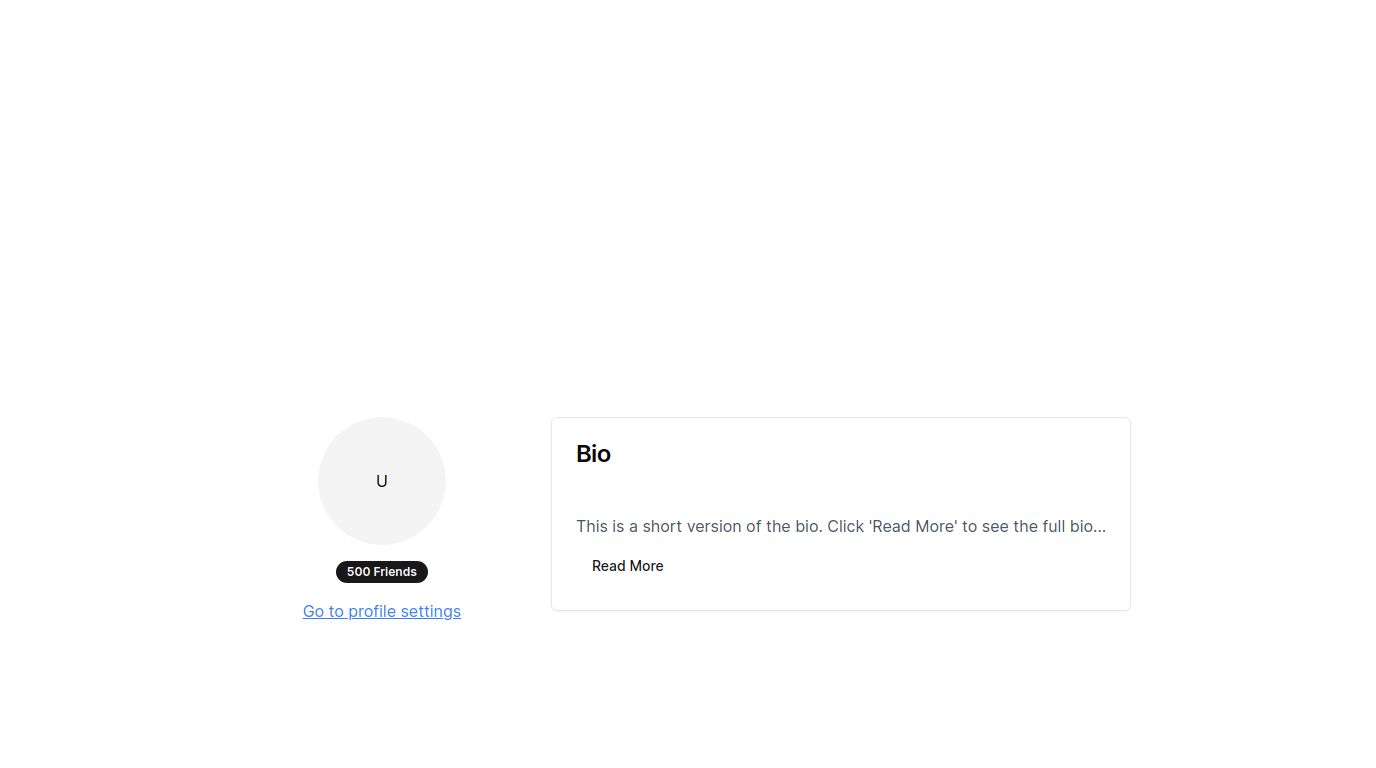 U
500 Friends
Go to profile settings
Bio
This is a short version of the bio. Click 'Read More' to see the full bio...
Read More